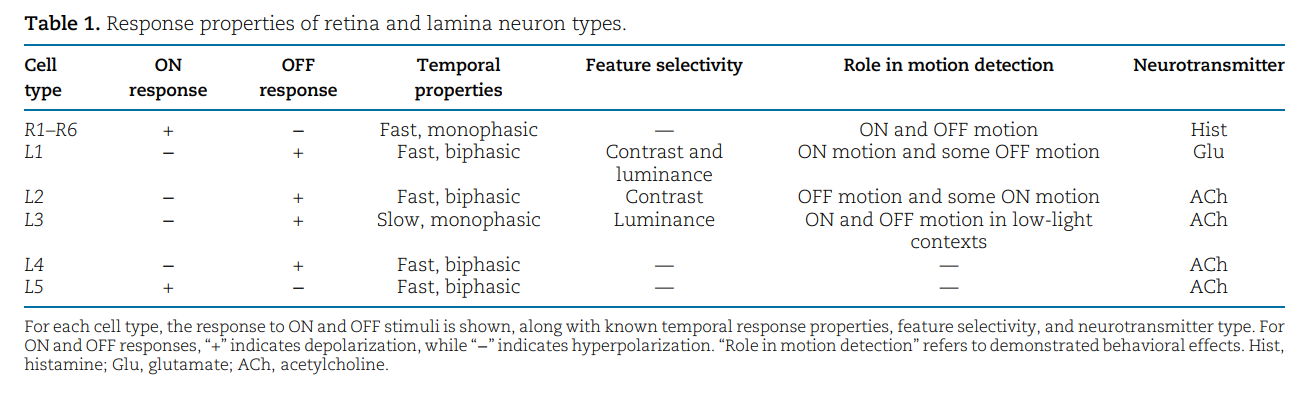 Table 1. Response properties of retina and lamina neuron types.
Cell type ON response OFF response Temporal properties Feature selectivity Role in motion detection Neurotransmitter
R1–R6 + − Fast, monophasic — ON and OFF motion Hist
L1 − + Fast, biphasic Contrast and luminance ON motion and some OFF motion Glu
L2 − + Fast, biphasic Contrast OFF motion and some ON motion ACh
L3 − + Slow, monophasic Luminance ON and OFF motion in low-light contexts ACh
L4 − + Fast, biphasic — — ACh
L5 + − Fast, biphasic — — ACh
For each cell type, the response to ON and OFF stimuli is shown, along with known temporal response properties, feature selectivity, and neurotransmitter type. For
ON and OFF responses, “+” indicates depolarization, while “−” indicates hyperpolarization. “Role in motion detection” refers to demonstrated behavioral effects. Hist,
histamine; Glu, glutamate; ACh, acetylcholine.